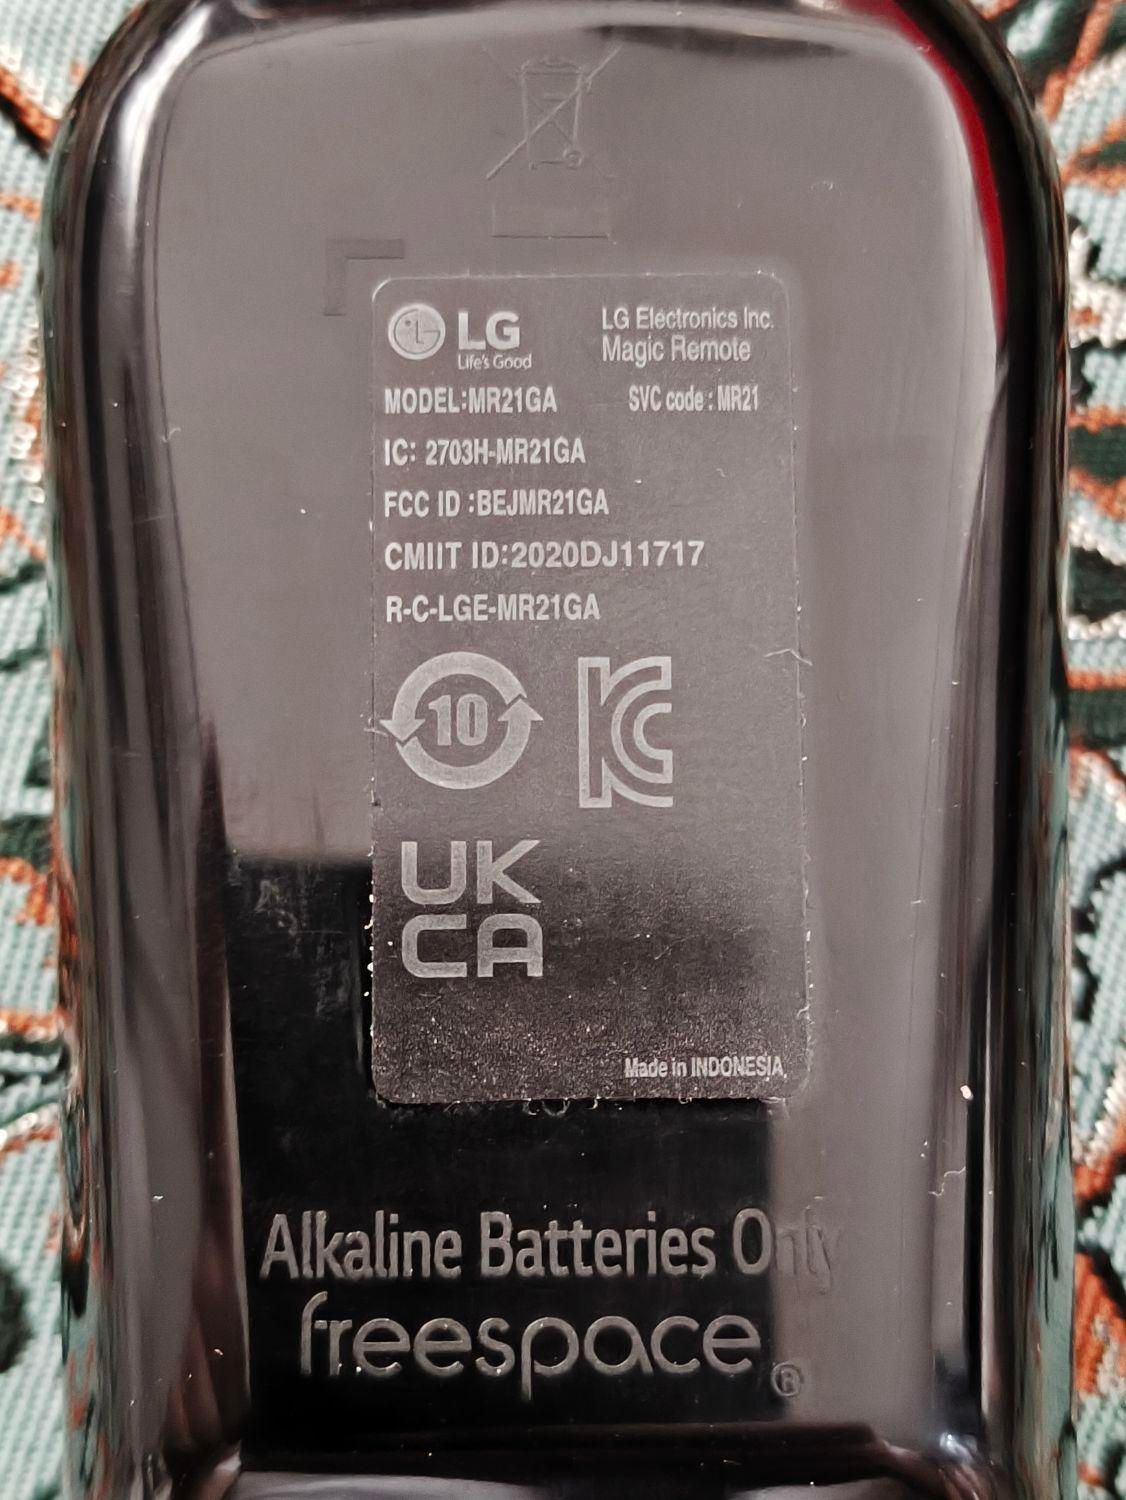 LG
Life's Good
LG Electronics Inc.
Magic Remote
MODEL:MR21GA
SVC code : MR21
IC: 2703H-MR21GA
FCC ID :BEJMR21GA
CMIIT ID:2020DJ11717
R-C-LGE-MR21GA
10
KC
UK
CA
Made in INDONESIA
Alkaline Batteries Only
freespace®